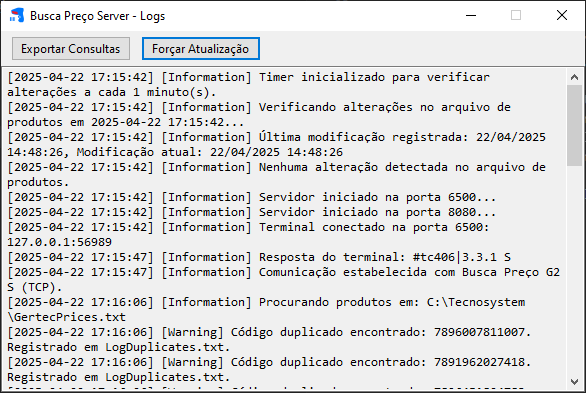 Busca Preço Server - Logs
Exportar Consultas Forçar Atualização
[2025-04-22 17:15:42] [Information] Timer inicializado para verificar
alterações a cada 1 minuto(s).
[2025-04-22 17:15:42] [Information] Verificando alterações no arquivo de
produtos em 2025-04-22 17:15:42...
[2025-04-22 17:15:42] [Information] Última modificação registrada: 22/04/2025
14:48:26, Modificação atual: 22/04/2025 14:48:26
[2025-04-22 17:15:42] [Information] Nenhuma alteração detectada no arquivo de
produtos.
[2025-04-22 17:15:42] [Information] Servidor iniciado na porta 6500...
[2025-04-22 17:15:42] [Information] Servidor iniciado na porta 8080...
[2025-04-22 17:15:42] [Information] Terminal conectado na porta 6500:
127.0.0.1:56989
[2025-04-22 17:15:47] [Information] Resposta do terminal: #tc406|3.3.1 S
[2025-04-22 17:15:47] [Information] Comunicação estabelecida com Busca Preço G2
S (TCP).
[2025-04-22 17:16:06] [Information] Procurando produtos em: C:\Tecnosystem
\GertecPrices.txt
[2025-04-22 17:16:06] [Warning] Código duplicado encontrado: 7896007811007.
Registrado em LogDuplicates.txt.
[2025-04-22 17:16:06] [Warning] Código duplicado encontrado: 7891962027418.
Registrado em LogDuplicates.txt.